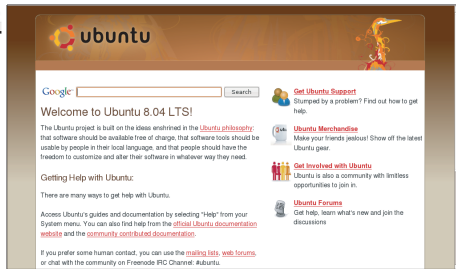 ubuntu
Google Search
Welcome to Ubuntu 8.04 LTS!
The Ubuntu project is built on the ideas enshrined in the Ubuntu philosophy:
that software should be available free of charge, that software tools should be
usable by people in their local language, and that people should have the
freedom to customize and alter their software in whatever way they need.
Getting Help with Ubuntu:
There are many ways to get help with Ubuntu.
Access Ubuntu's guides and documentation by selecting "Help" from your
System menu. You can also find help from the official Ubuntu documentation
website and the community contributed documentation.
If you prefer some human contact, you can use the mailing lists, web forums,
or chat with the community on Freenode IRC Channel: #ubuntu.
Get Ubuntu Support
Stumped by a problem? Find out how to get
help.
Ubuntu Merchandise
Make your friends jealous! Show off the latest
Ubuntu gear.
Get Involved with Ubuntu
Ubuntu is also a community with limitless
opportunities to join in.
Ubuntu Forums
Get help, learn what's new and join the
discussions